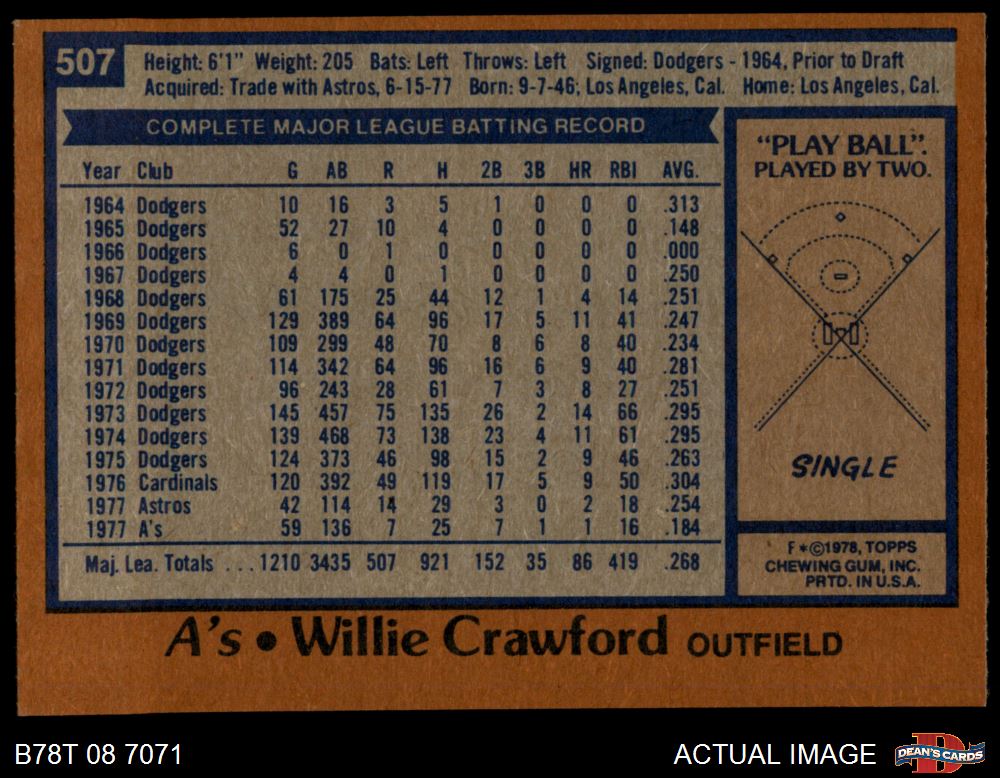 507
Height: 6'1" Weight: 205 Bats: Left Throws: Left Signed: Dodgers - 1964, Prior to Draft
Acquired: Trade with Astros, 6-15-77 Born: 9-7-46, Los Angeles, Cal. Home: Los Angeles, Cal.
COMPLETE MAJOR LEAGUE BATTING RECORD
Year Club G AB R H 2B 3B HR RBI AVG.
1964 Dodgers 10 16 3 5 1 0 0 0 .313
1965 Dodgers 52 27 10 4 0 0 0 0 .148
1966 Dodgers 6 0 1 0 0 0 0 0 .000
1967 Dodgers 4 4 0 1 0 0 0 0 .250
1968 Dodgers 61 175 25 44 12 1 4 14 .251
1969 Dodgers 129 389 64 96 17 5 11 41 .247
1970 Dodgers 109 299 48 70 8 6 8 40 .234
1971 Dodgers 114 342 64 96 16 6 9 40 .281
1972 Dodgers 96 243 28 61 7 3 8 27 .251
1973 Dodgers 145 457 75 135 26 2 14 66 .295
1974 Dodgers 139 468 73 138 23 4 11 61 .295
1975 Dodgers 124 373 46 98 15 2 9 46 .263
1976 Cardinals 120 392 49 119 17 5 9 50 .304
1977 Astros 42 114 14 29 3 0 2 18 .254
1977 A's 59 136 7 25 7 1 1 16 .184
Maj. Lea. Totals ... 1210 3435 507 921 152 35 86 419 .268
"PLAY BALL".
PLAYED BY TWO.
SINGLE
F*©1978, TOPPS
CHEWING GUM, INC.
PRTD. IN U.S.A.
A's • Willie Crawford OUTFIELD
B78T 08 7071
ACTUAL IMAGE
DEAN'S CARDS